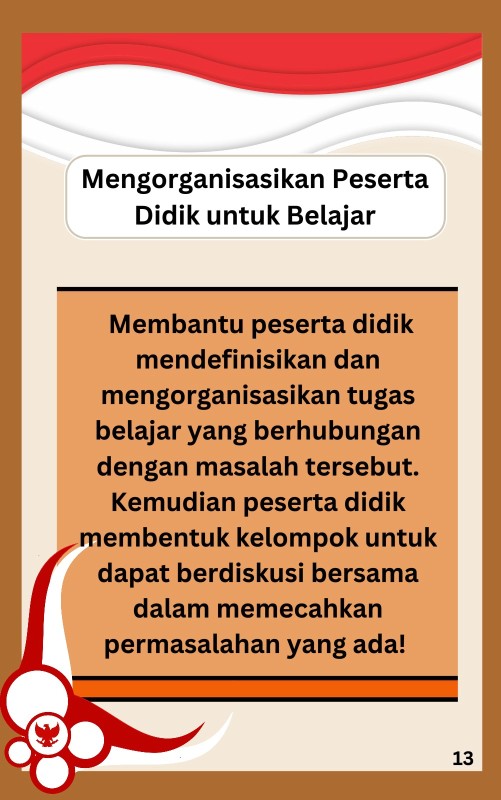 Mengorganisasikan Peserta
Didik untuk Belajar
Membantu peserta didik
mendefinisikan dan
mengorganisasikan tugas
belajar yang berhubungan
dengan masalah tersebut.
Kemudian peserta didik
membentuk kelompok untuk
dapat berdiskusi bersama
dalam memecahkan
permasalahan yang ada!
13